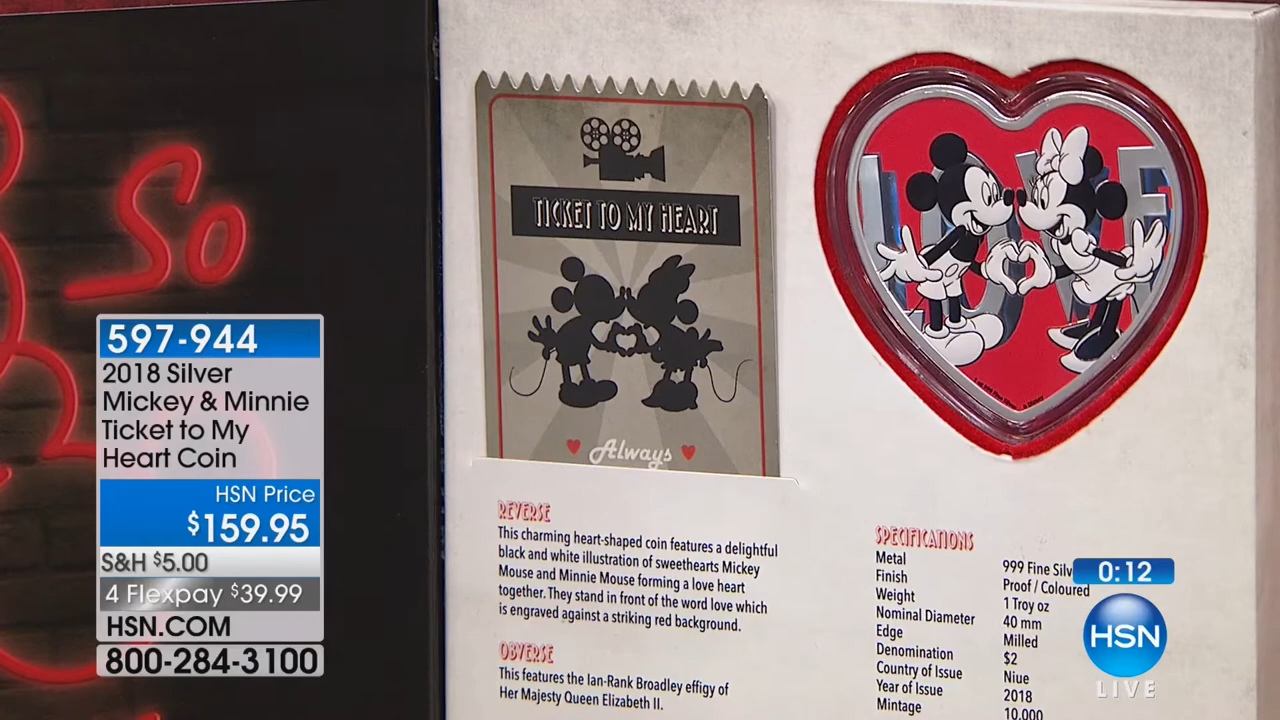 So
597-944
2018 Silver
Mickey & Minnie
Ticket to My
Heart Coin
HSN Price
$159.95
S&H $5.00
4 Flexpay $39.99
HSN.COM
800-284-3100
TICKET TO MY HEART
Always
LOVE
REVERSE
This charming heart-shaped coin features a delightful
black and white illustration of sweethearts Mickey
Mouse and Minnie Mouse forming a love heart
together. They stand in front of the word love which
is engraved against a striking red background.
OBVERSE
This features the Ian-Rank Broadley effigy of
Her Majesty Queen Elizabeth II.
SPECIFICATIONS
Metal 999 Fine Silv
Finish Proof / Coloured
Weight 1 Troy oz
Nominal Diameter 40 mm
Edge Milled
Denomination $2
Country of Issue Niue
Year of Issue 2018
Mintage 10,000
0:12
HSN
LIVE